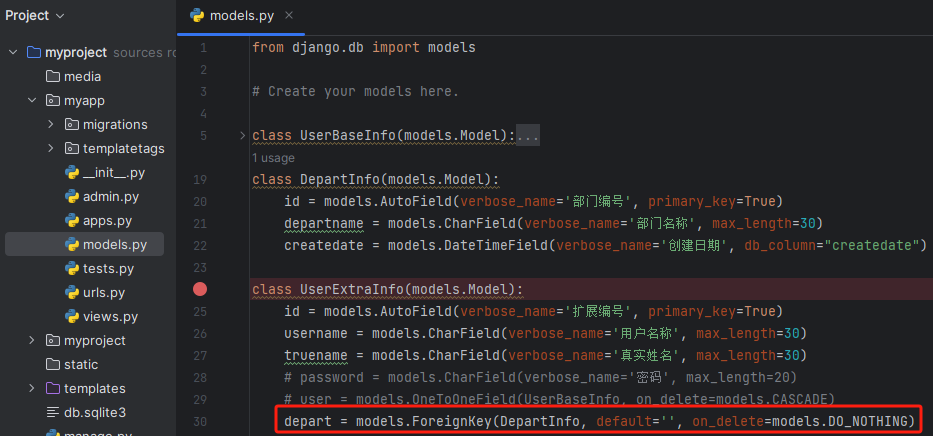 Project
models.py
myproject sources ro
media
myapp
migrations
templatetags
__init__.py
admin.py
apps.py
models.py
tests.py
urls.py
views.py
myproject
static
templates
db.sqlite3
1 from django.db import models
2
3 # Create your models here.
4
5 class UserBaseInfo(models.Model):...
1 usage
19 class DepartInfo(models.Model):
20 id = models.AutoField(verbose_name='部门编号', primary_key=True)
21 departname = models.CharField(verbose_name='部门名称', max_length=30)
22 createdate = models.DateTimeField(verbose_name='创建日期', db_column="createdate")
23
class UserExtraInfo(models.Model):
25 id = models.AutoField(verbose_name='扩展编号', primary_key=True)
26 username = models.CharField(verbose_name='用户名称', max_length=30)
27 truename = models.CharField(verbose_name='真实姓名', max_length=30)
28 # password = models.CharField(verbose_name='密码', max_length=20)
29 # user = models.OneToOneField(UserBaseInfo, on_delete=models.CASCADE)
30 depart = models.ForeignKey(DepartInfo, default='', on_delete=models.DO_NOTHING)